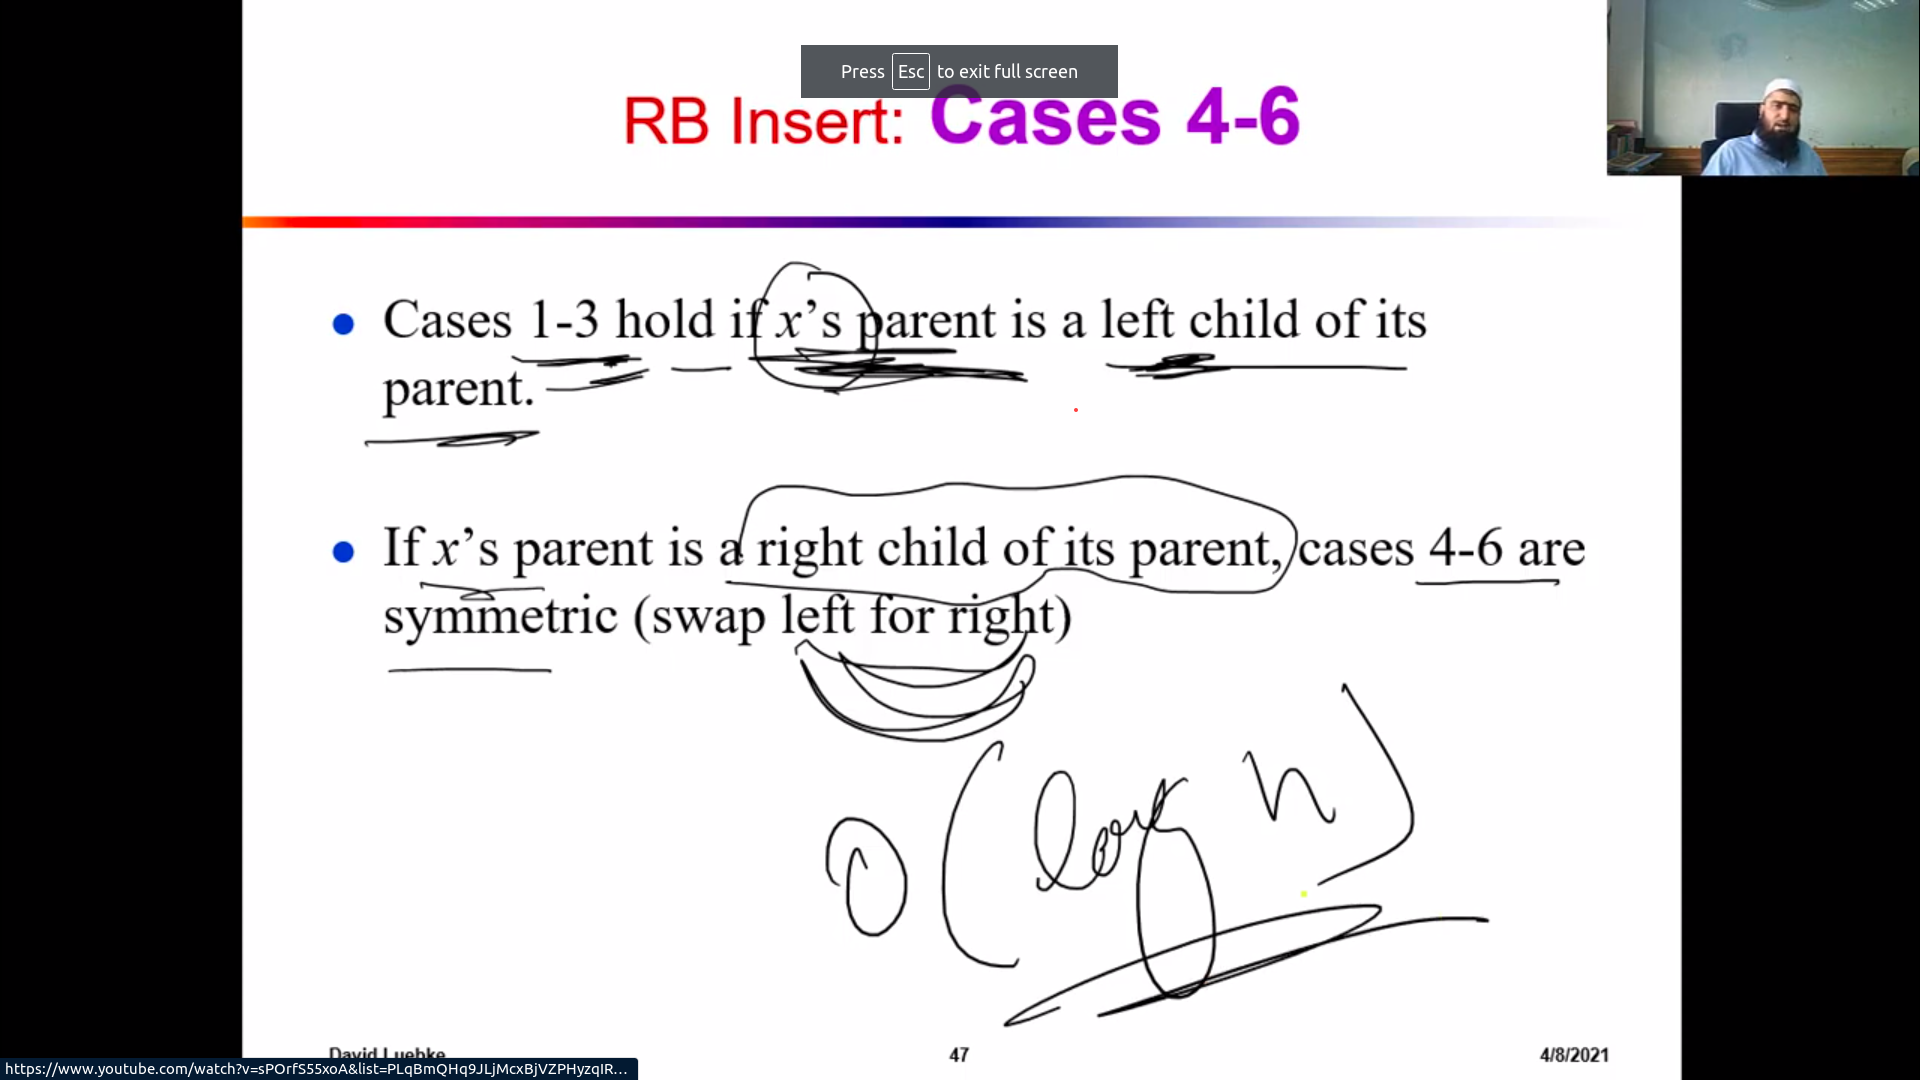 Press Esc to exit full screen
RB Insert: Cases 4-6
Cases 1-3 hold if x's parent is a left child of its
parent.
If x's parent is a right child of its parent, cases 4-6 are
symmetric (swap left for right)
O(log n)
David Luebke
47
4/8/2021
https://www.youtube.com/watch?v=sPOrfS55xoA&list=PLqBmQHq9JLjMcxBjVZPHyzqIR...